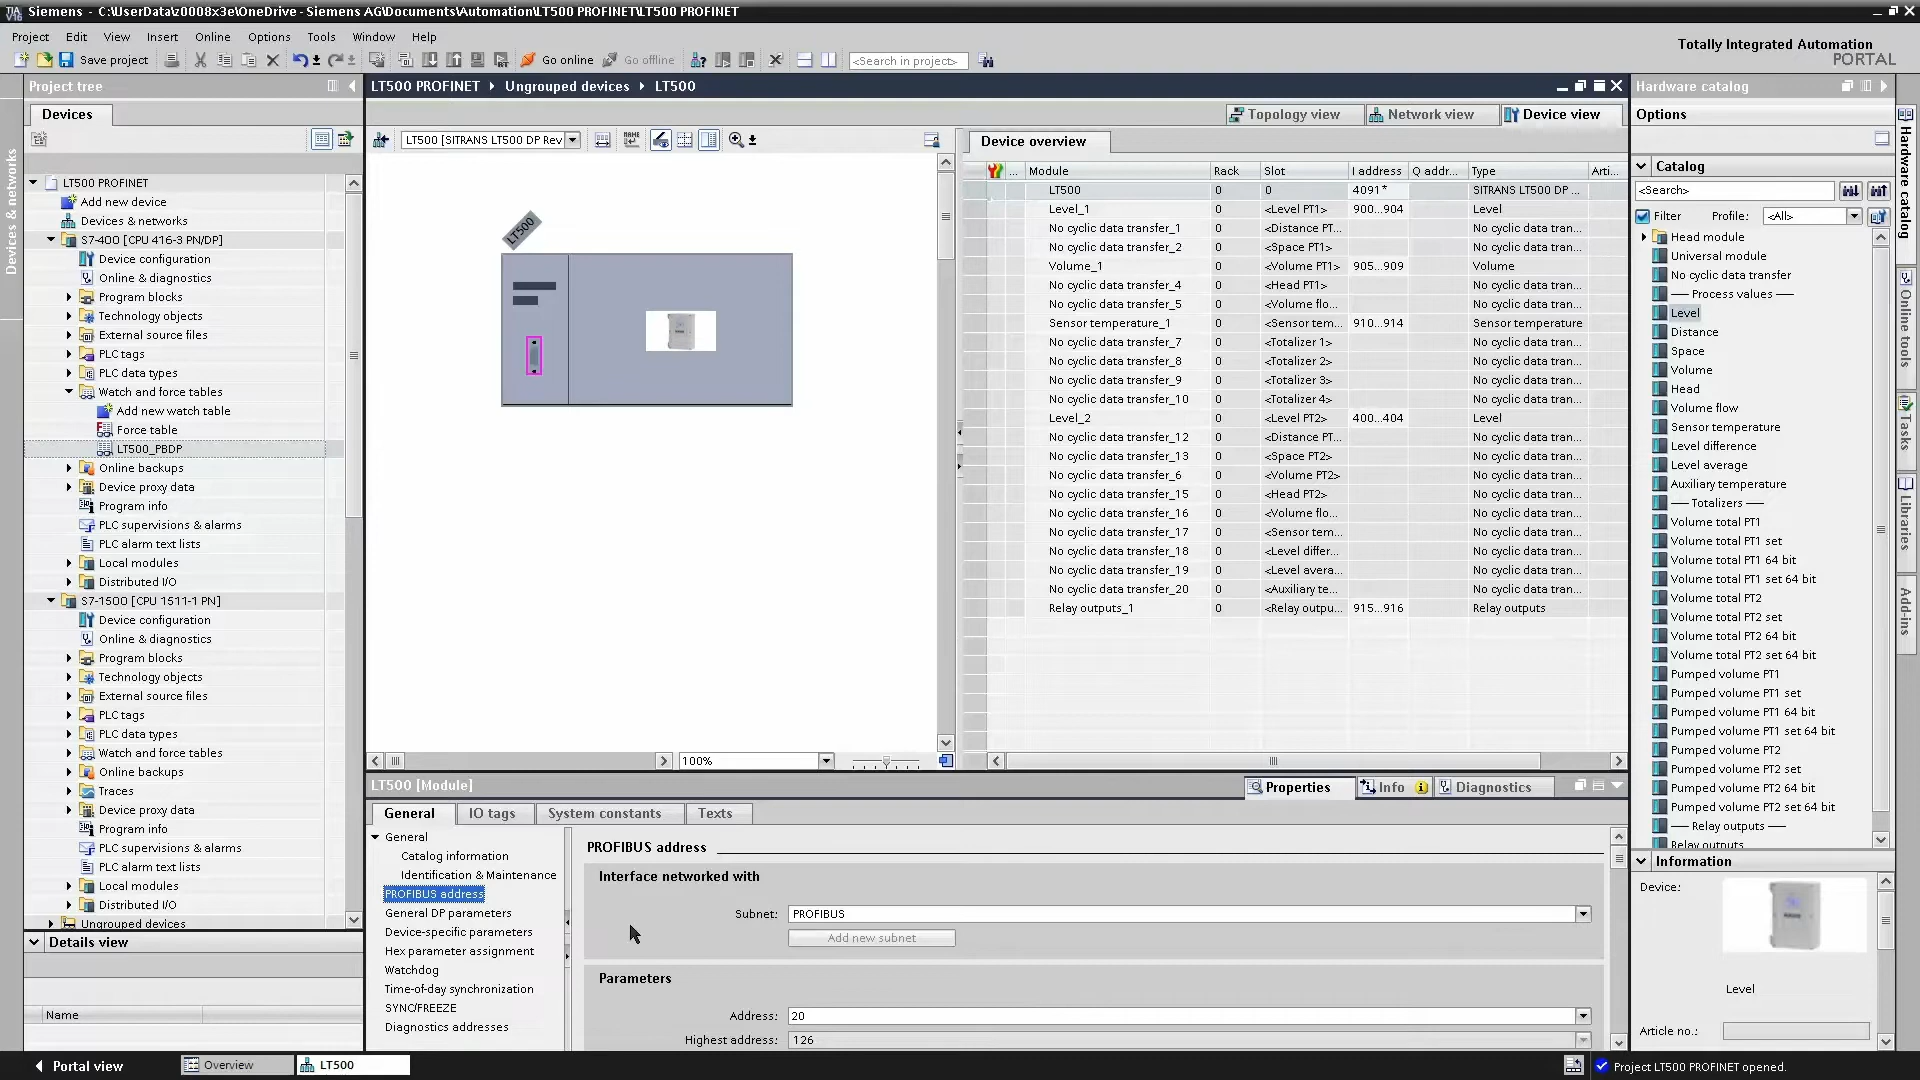 Siemens - C:\UserData\z0008x3e\OneDrive - Siemens AG\Documents\Automation\LT500 PROFINET\LT500 PROFINET
Project Edit View Insert Online Options Tools Window Help
Totally Integrated Automation
PORTAL
Save project
Go online
Go offline
<Search in project>
Project tree
LT500 PROFINET
Ungrouped devices
LT500
Hardware catalog
Devices
Topology view
Network view
Device view
Options
LT500 [SITRANS LT500 DP Rev
Device overview
Devices & networks
LT500 PROFINET
Add new device
Devices & networks
S7-400 [CPU 416-3 PN/DP]
Device configuration
Online & diagnostics
Program blocks
Technology objects
External source files
PLC tags
PLC data types
Watch and force tables
Add new watch table
Force table
LT500_PBDP
Online backups
Device proxy data
Program info
PLC supervisions & alarms
PLC alarm text lists
Local modules
Distributed I/O
S7-1500 [CPU 1511-1 PN]
Device configuration
Online & diagnostics
Program blocks
Technology objects
External source files
PLC tags
PLC data types
Watch and force tables
Online backups
Traces
Device proxy data
Program info
PLC supervisions & alarms
PLC alarm text lists
Local modules
Distributed I/O
Ungrouped devices
Details view
Name
LT500
100%
... Module Rack Slot I address Q addr... Type Arti...
LT500 0 0 4091* SITRANS LT500 DP ...
Level_1 0 <Level PT1> 900...904 Level
No cyclic data transfer_1 0 <Distance PT... No cyclic data tran...
No cyclic data transfer_2 0 <Space PT1> No cyclic data tran...
Volume_1 0 <Volume PT1> 905...909 Volume
No cyclic data transfer_4 0 <Head PT1> No cyclic data tran...
No cyclic data transfer_5 0 <Volume flo... No cyclic data tran...
Sensor temperature_1 0 <Sensor tem... 910...914 Sensor temperature
No cyclic data transfer_7 0 <Totalizer 1> No cyclic data tran...
No cyclic data transfer_8 0 <Totalizer 2> No cyclic data tran...
No cyclic data transfer_9 0 <Totalizer 3> No cyclic data tran...
No cyclic data transfer_10 0 <Totalizer 4> No cyclic data tran...
Level_2 0 <Level PT2> 400...404 Level
No cyclic data transfer_12 0 <Distance PT... No cyclic data tran...
No cyclic data transfer_13 0 <Space PT2> No cyclic data tran...
No cyclic data transfer_6 0 <Volume PT2> No cyclic data tran...
No cyclic data transfer_15 0 <Head PT2> No cyclic data tran...
No cyclic data transfer_16 0 <Volume flo... No cyclic data tran...
No cyclic data transfer_17 0 <Sensor tem... No cyclic data tran...
No cyclic data transfer_18 0 <Level differ... No cyclic data tran...
No cyclic data transfer_19 0 <Level avera... No cyclic data tran...
No cyclic data transfer_20 0 <Auxiliary te... No cyclic data tran...
Relay outputs_1 0 <Relay outpu... 915...916 Relay outputs
LT500 [Module]
Properties
Info
Diagnostics
General
IO tags
System constants
Texts
General
Catalog information
Identification & Maintenance
PROFIBUS address
General DP parameters
Device-specific parameters
Hex parameter assignment
Watchdog
Time-of-day synchronization
SYNC/FREEZE
Diagnostics addresses
PROFIBUS address
Interface networked with
Subnet: PROFIBUS
Add new subnet
Parameters
Address: 20
Highest address: 126
Catalog
<Search>
Filter Profile: <All>
Head module
Universal module
No cyclic data transfer
—— Process values ——
Level
Distance
Space
Volume
Head
Volume flow
Sensor temperature
Level difference
Level average
Auxiliary temperature
—— Totalizers ——
Volume total PT1
Volume total PT1 set
Volume total PT1 64 bit
Volume total PT1 set 64 bit
Volume total PT2
Volume total PT2 set
Volume total PT2 64 bit
Volume total PT2 set 64 bit
Pumped volume PT1
Pumped volume PT1 set
Pumped volume PT1 64 bit
Pumped volume PT1 set 64 bit
Pumped volume PT2
Pumped volume PT2 set
Pumped volume PT2 64 bit
Pumped volume PT2 set 64 bit
—— Relay outputs ——
Relay outputs
Information
Device:
Level
Article no.:
Hardware catalog
Online tools
Tasks
Libraries
Add-ins
Portal view
Overview
LT500
Project LT500 PROFINET opened.